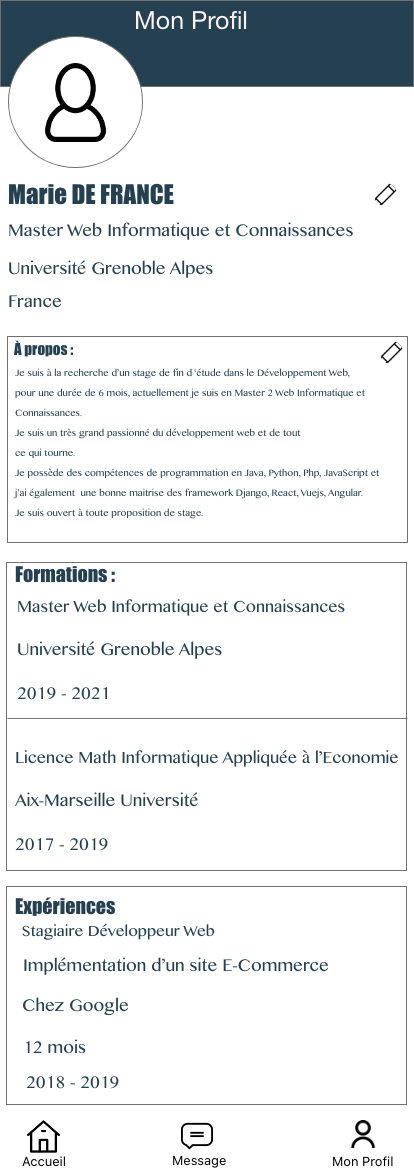 Mon Profil
Marie DE FRANCE
Master Web Informatique et Connaissances
Université Grenoble Alpes
France
À propos :
Je suis à la recherche d'un stage de fin d 'étude dans le Développement Web,
pour une durée de 6 mois, actuellement je suis en Master 2 Web Informatique et
Connaissances.
Je suis un très grand passionné du développement web et de tout
ce qui tourne.
Je possède des compétences de programmation en Java, Python, Php, JavaScript et
j'ai également une bonne maitrise des framework Django, React, Vuejs, Angular.
Je suis ouvert à toute proposition de stage.
Formations :
Master Web Informatique et Connaissances
Université Grenoble Alpes
2019 - 2021
Licence Math Informatique Appliquée à l'Economie
Aix-Marseille Université
2017 - 2019
Expériences
Stagiaire Développeur Web
Implémentation d'un site E-Commerce
Chez Google
12 mois
2018 - 2019
Accueil
Message
Mon Profil